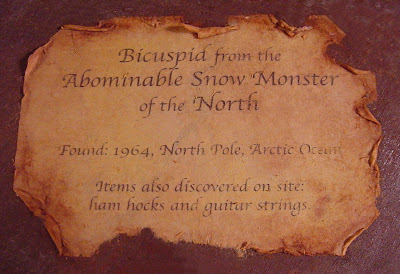 Bicuspid from the
Abominable Snow Monster
of the North
Found: 1964, North Pole, Arctic Ocean
Items also discovered on site:
ham hocks and guitar strings.